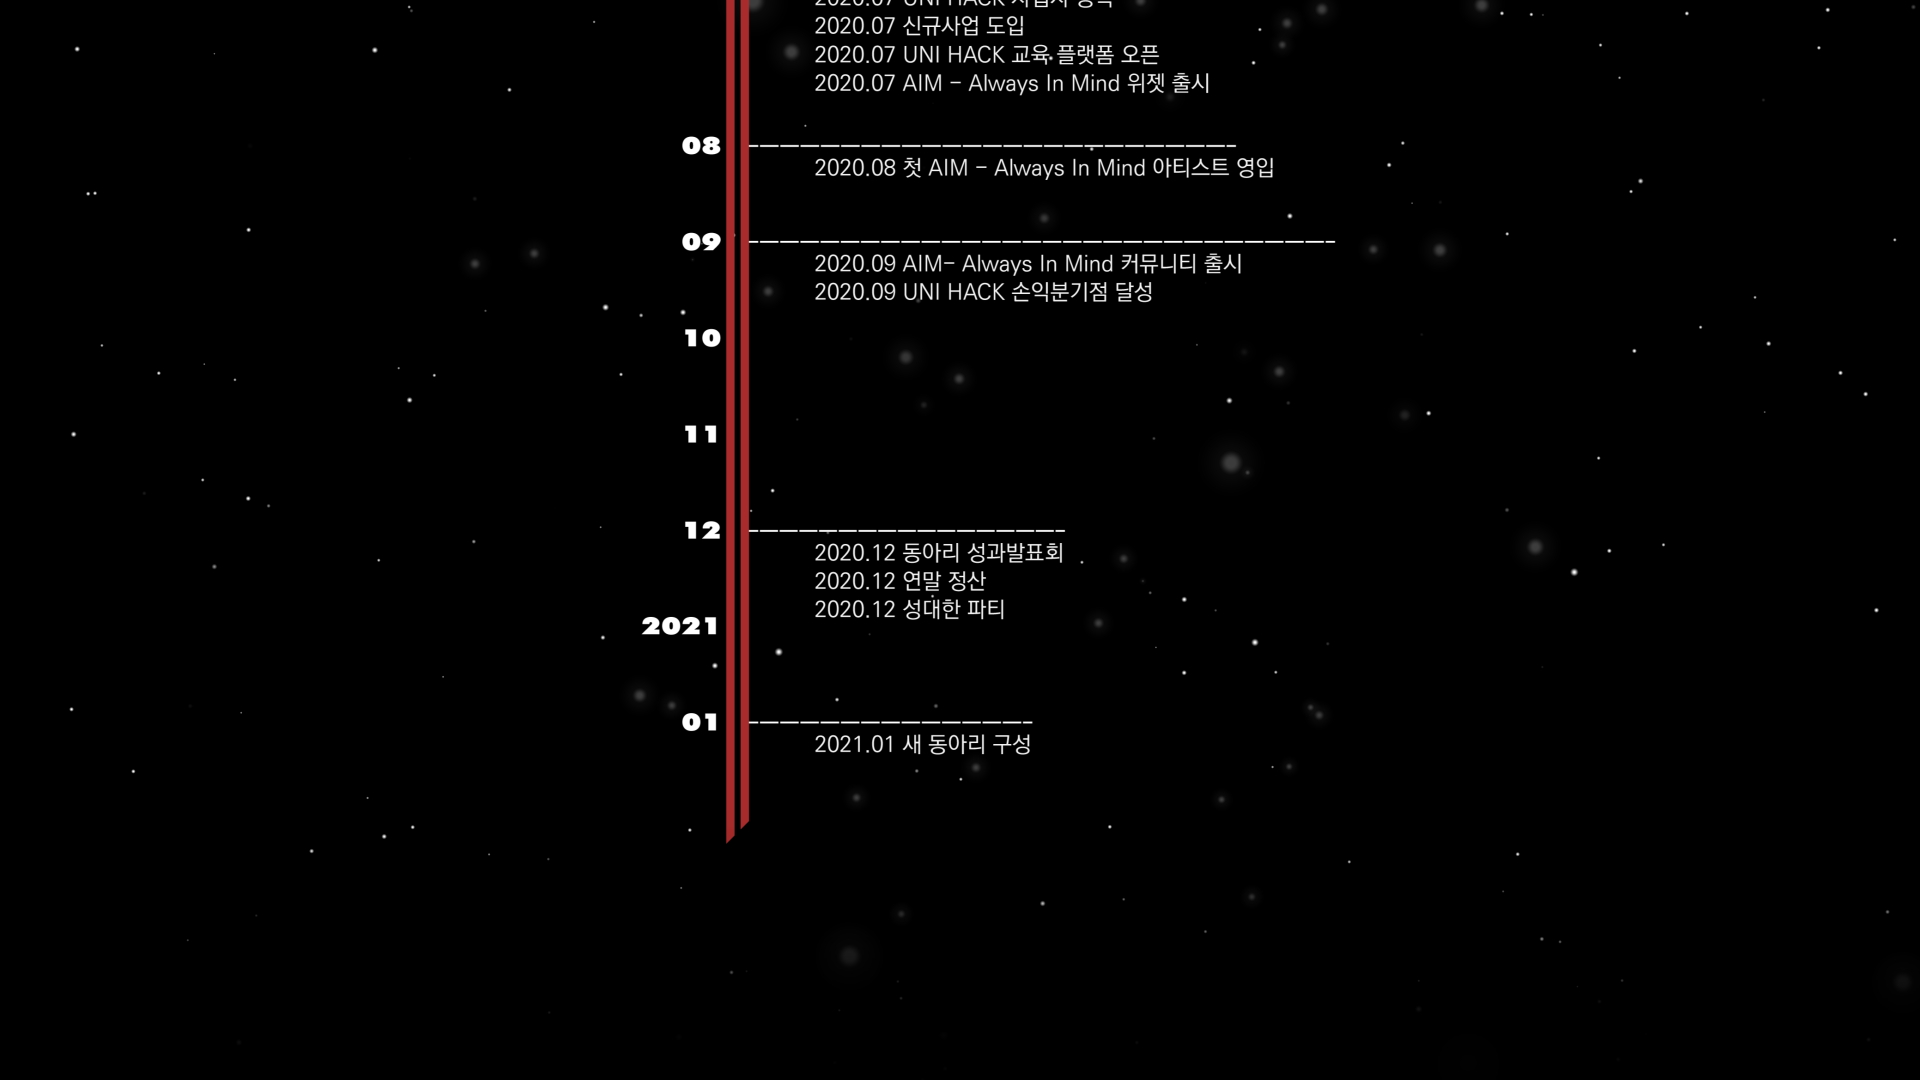 2020.07 UNI HACK
2020.07 신규사업 도입
2020.07 UNI HACK 교육 플랫폼 오픈
2020.07 AIM - Always In Mind 위젯 출시
08
2020.08 첫 AIM - Always In Mind 아티스트 영입
09
2020.09 AIM- Always In Mind 커뮤니티 출시
2020.09 UNI HACK 손익분기점 달성
10
11
12
2020.12 동아리 성과발표회
2020.12 연말 정산
2020.12 성대한 파티
2021
01
2021.01 새 동아리 구성